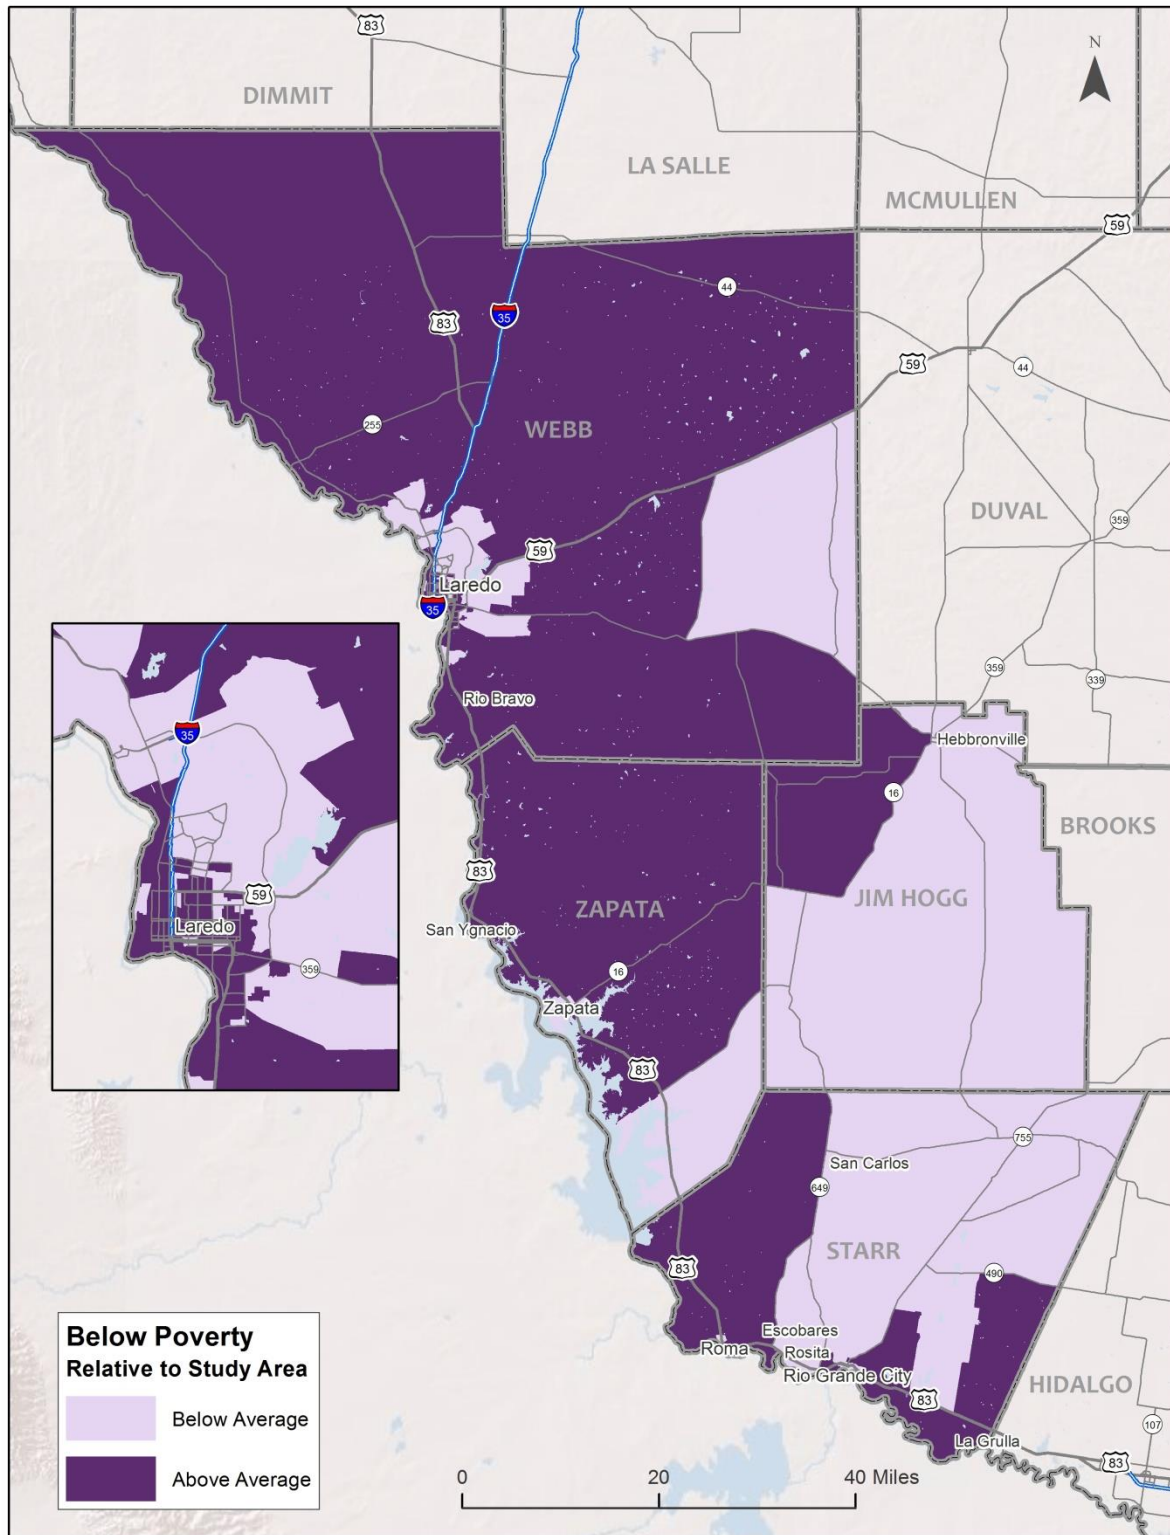 83
N
DIMMIT
LA SALLE
MCMULLEN
59
44
83
35
59
44
255
WEBB
DUVAL
359
59
Laredo
35
359
339
Rio Bravo
Hebbronville
35
16
BROOKS
83
ZAPATA
JIM HOGG
59
Laredo
San Ygnacio
359
16
Zapata
83
755
San Carlos
649
STARR
83
490
Escobares
Roma
Rosita
Rio Grande City
HIDALGO
83
107
La Grulla
83
Below Poverty
Relative to Study Area
Below Average
Above Average
0 20 40 Miles